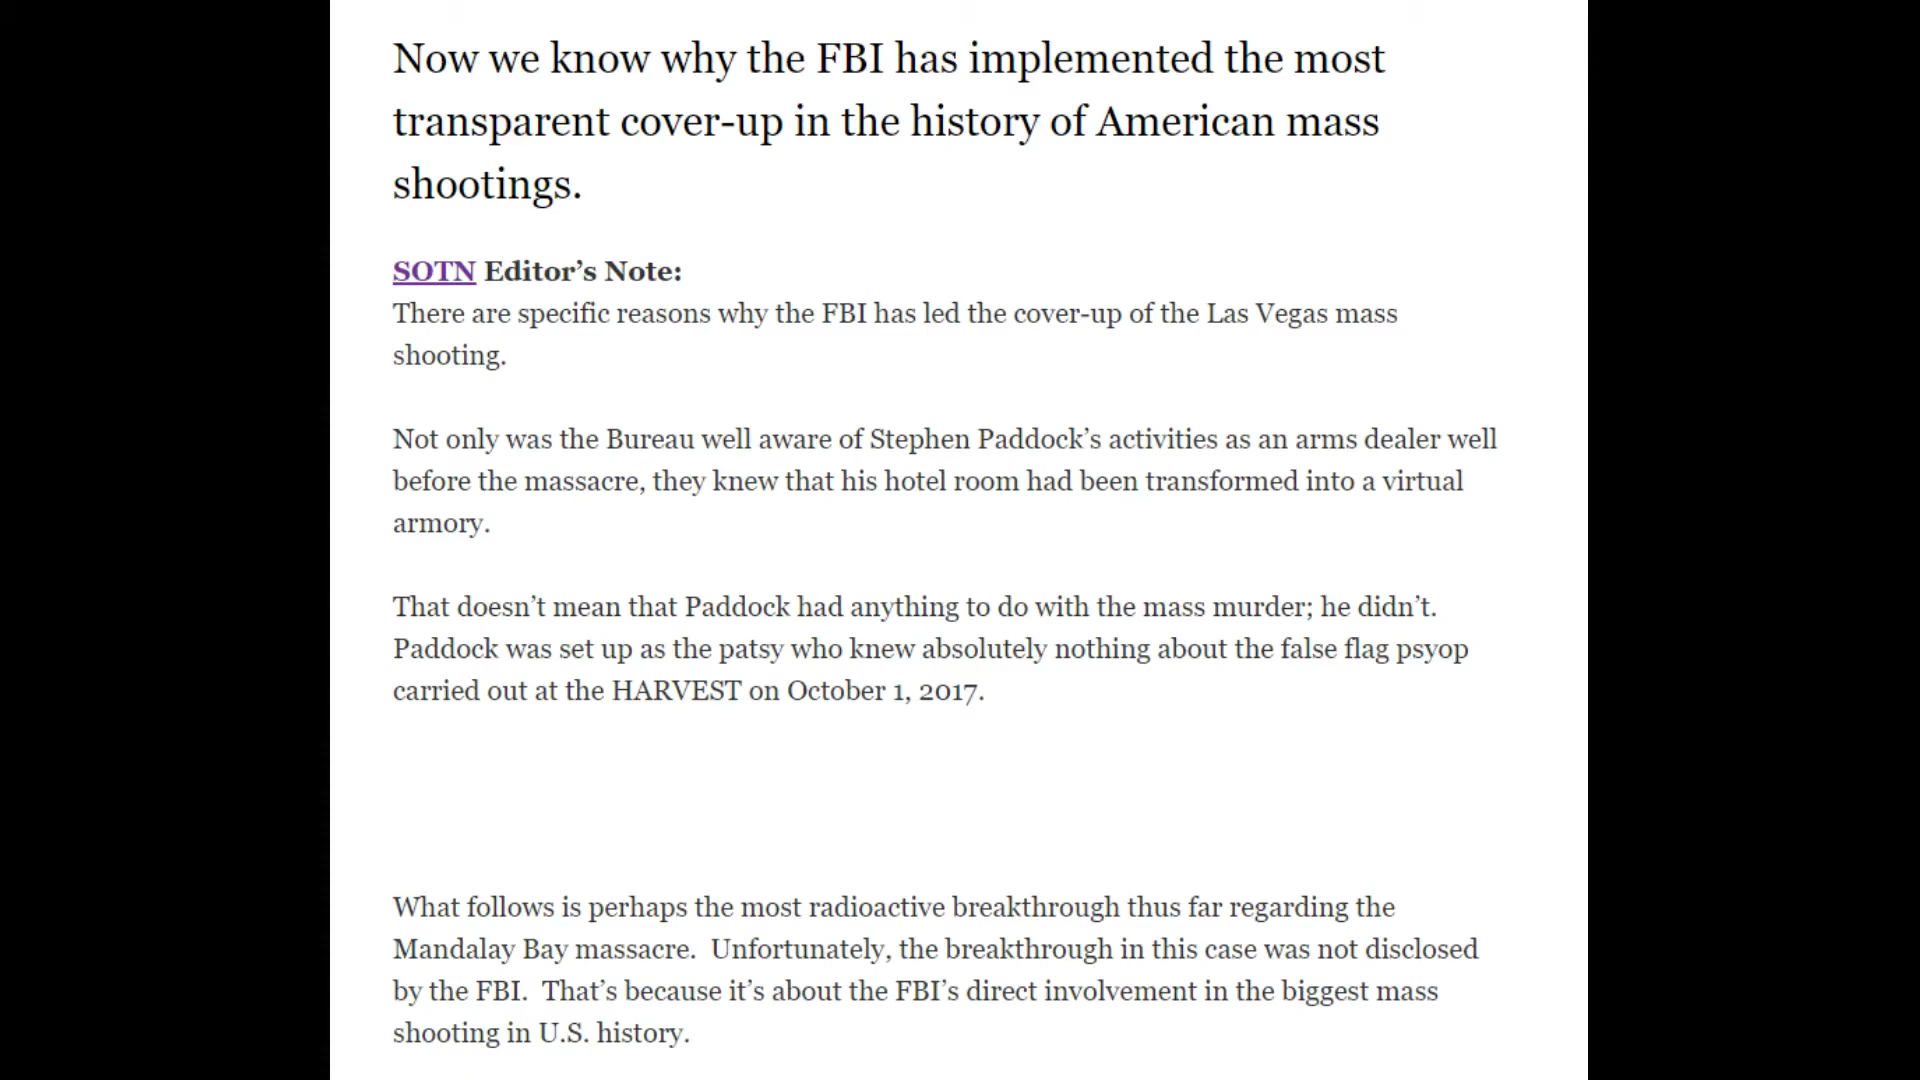 Now we know why the FBI has implemented the most
transparent cover-up in the history of American mass
shootings.
SOTN Editor’s Note:
There are specific reasons why the FBI has led the cover-up of the Las Vegas mass
shooting.
Not only was the Bureau well aware of Stephen Paddock’s activities as an arms dealer well
before the massacre, they knew that his hotel room had been transformed into a virtual
armory.
That doesn’t mean that Paddock had anything to do with the mass murder; he didn’t.
Paddock was set up as the patsy who knew absolutely nothing about the false flag psyop
carried out at the HARVEST on October 1, 2017.
What follows is perhaps the most radioactive breakthrough thus far regarding the
Mandalay Bay massacre.  Unfortunately, the breakthrough in this case was not disclosed
by the FBI.  That’s because it’s about the FBI’s direct involvement in the biggest mass
shooting in U.S. history.